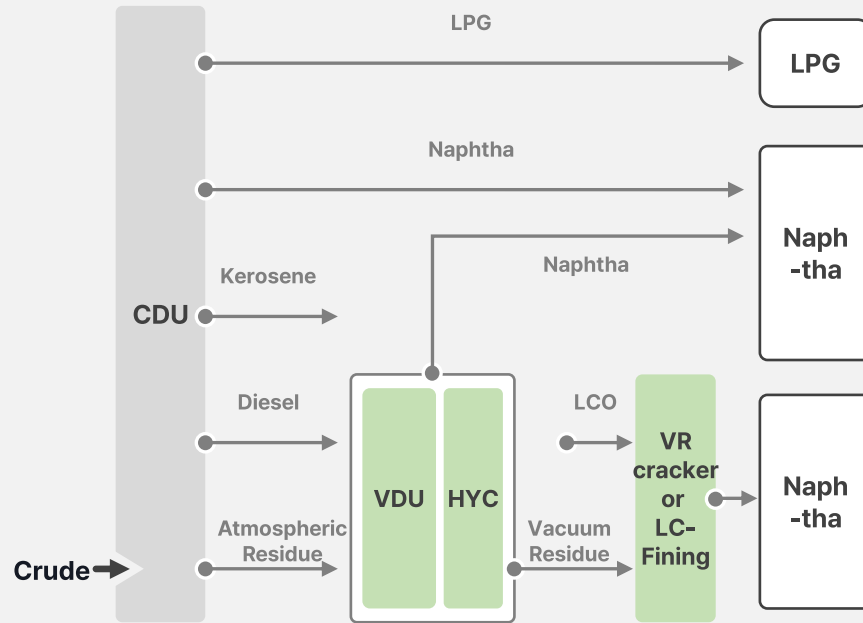 LPG
LPG
Naphtha
Naph
-tha
Naphtha
Kerosene
CDU
Diesel
LCO
VDU
HYC
VR
cracker
or
LC-
Fining
Naph
-tha
Atmospheric
Residue
Vacuum
Residue
Crude